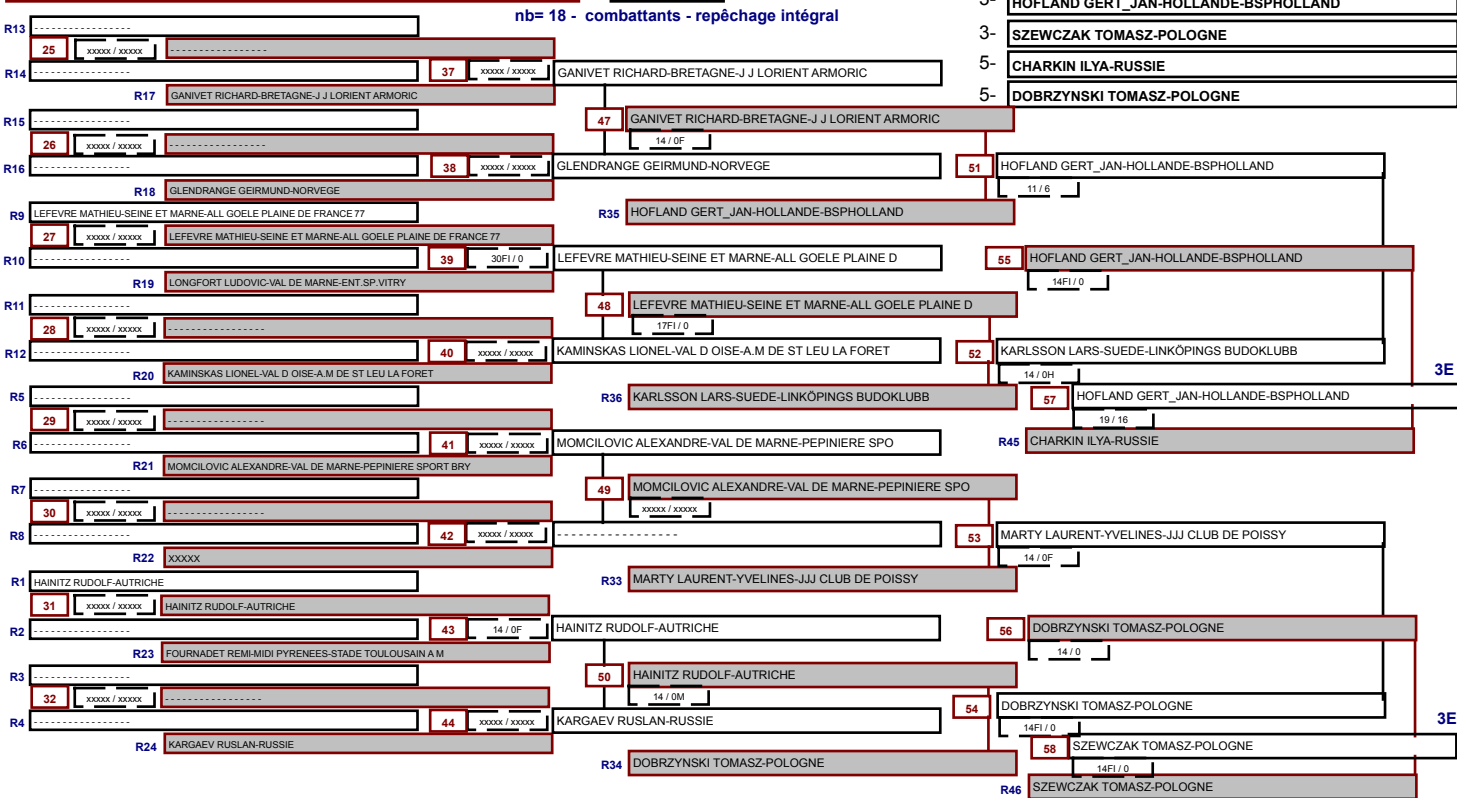 nb= 18 - combattants - repêchage intégral
3- HOFLAND GERT_JAN-HOLLANDE-BSPHOLLAND
3- SZEWCZAK TOMASZ-POLOGNE
5- CHARKIN ILYA-RUSSIE
5- DOBRZYNSKI TOMASZ-POLOGNE
R13 ----------------
25 xxxxx / xxxxx ----------------
R14 ----------------
37 xxxxx / xxxxx GANIVET RICHARD-BRETAGNE-J J LORIENT ARMORIC
R17 GANIVET RICHARD-BRETAGNE-J J LORIENT ARMORIC
R15 ----------------
47 GANIVET RICHARD-BRETAGNE-J J LORIENT ARMORIC
14 / 0F
26 xxxxx / xxxxx ----------------
R16 ----------------
38 xxxxx / xxxxx GLENDRANGE GEIRMUND-NORVEGE
51 HOFLAND GERT_JAN-HOLLANDE-BSPHOLLAND
11 / 6
R18 GLENDRANGE GEIRMUND-NORVEGE
R9 LEFEVRE MATHIEU-SEINE ET MARNE-ALL GOELE PLAINE DE FRANCE 77
R35 HOFLAND GERT_JAN-HOLLANDE-BSPHOLLAND
27 xxxxx / xxxxx LEFEVRE MATHIEU-SEINE ET MARNE-ALL GOELE PLAINE DE FRANCE 77
R10 ----------------
39 30FI / 0 LEFEVRE MATHIEU-SEINE ET MARNE-ALL GOELE PLAINE D
55 HOFLAND GERT_JAN-HOLLANDE-BSPHOLLAND
14FI / 0
R19 LONGFORT LUDOVIC-VAL DE MARNE-ENT.SP.VITRY
R11 ----------------
48 LEFEVRE MATHIEU-SEINE ET MARNE-ALL GOELE PLAINE D
17FI / 0
28 xxxxx / xxxxx ----------------
R12 ----------------
40 xxxxx / xxxxx KAMINSKAS LIONEL-VAL D OISE-A.M DE ST LEU LA FORET
52 KARLSSON LARS-SUEDE-LINKÖPINGS BUDOKLUBB
14 / 0H
3E
R20 KAMINSKAS LIONEL-VAL D OISE-A.M DE ST LEU LA FORET
R5 ----------------
R36 KARLSSON LARS-SUEDE-LINKÖPINGS BUDOKLUBB
57 HOFLAND GERT_JAN-HOLLANDE-BSPHOLLAND
19 / 16
29 xxxxx / xxxxx ----------------
R6 ----------------
41 xxxxx / xxxxx MOMCILOVIC ALEXANDRE-VAL DE MARNE-PEPINIERE SPO
R45 CHARKIN ILYA-RUSSIE
R21 MOMCILOVIC ALEXANDRE-VAL DE MARNE-PEPINIERE SPORT BRY
R7 ----------------
49 MOMCILOVIC ALEXANDRE-VAL DE MARNE-PEPINIERE SPO
xxxxx / xxxxx
30 xxxxx / xxxxx ----------------
R8 ----------------
42 xxxxx / xxxxx ----------------
53 MARTY LAURENT-YVELINES-JJJ CLUB DE POISSY
14 / 0F
R22 XXXXX
R1 HAINITZ RUDOLF-AUTRICHE
R33 MARTY LAURENT-YVELINES-JJJ CLUB DE POISSY
31 xxxxx / xxxxx HAINITZ RUDOLF-AUTRICHE
R2 ----------------
43 14 / 0F HAINITZ RUDOLF-AUTRICHE
56 DOBRZYNSKI TOMASZ-POLOGNE
14 / 0
R23 FOURNADET REMI-MIDI PYRENEES-STADE TOULOUSAIN A M
R3 ----------------
50 HAINITZ RUDOLF-AUTRICHE
14 / 0M
32 xxxxx / xxxxx ----------------
R4 ----------------
44 xxxxx / xxxxx KARGAEV RUSLAN-RUSSIE
54 DOBRZYNSKI TOMASZ-POLOGNE
14FI / 0
3E
R24 KARGAEV RUSLAN-RUSSIE
58 SZEWCZAK TOMASZ-POLOGNE
14FI / 0
R34 DOBRZYNSKI TOMASZ-POLOGNE
R46 SZEWCZAK TOMASZ-POLOGNE